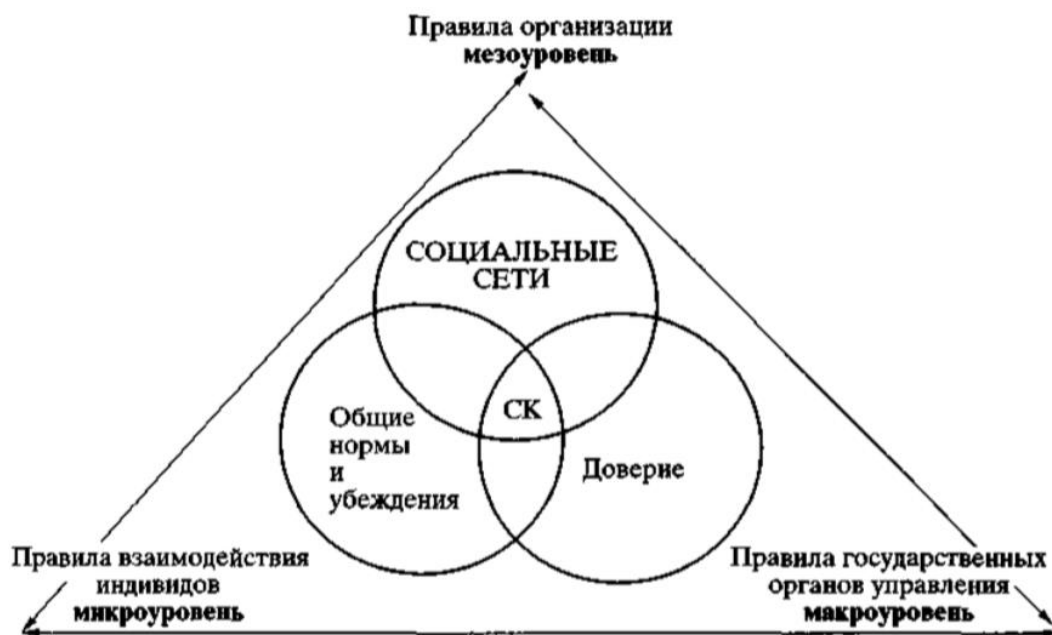 Правила организации
мезоуровень
СОЦИАЛЬНЫЕ
СЕТИ
СК
Общие
нормы
и
убеждения
Доверие
Правила взаимодействия
индивидов
микроуровень
Правила государственных
органов управления
макроуровень